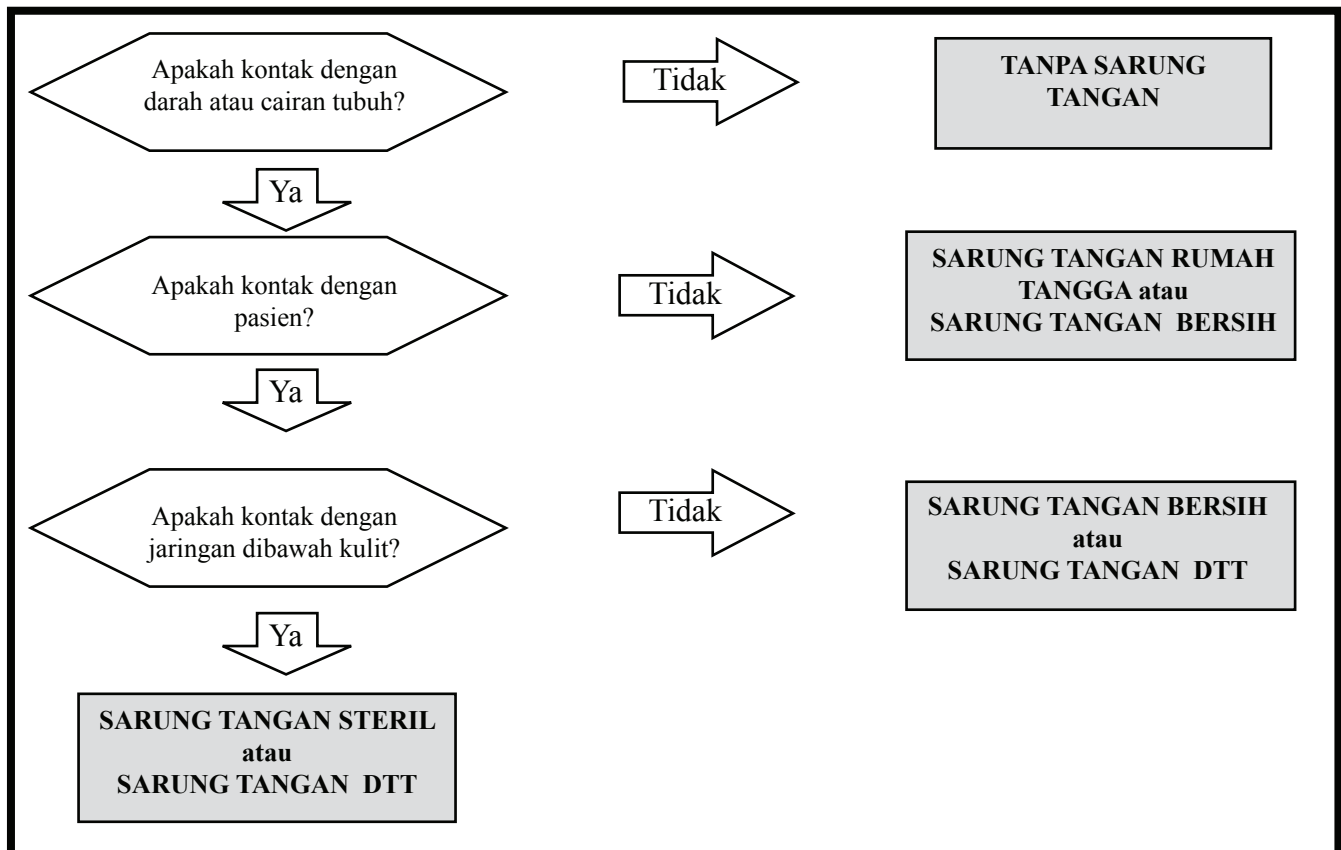 Apakah kontak dengan
darah atau cairan tubuh?
Tidak
TANPA SARUNG
TANGAN
Ya
Apakah kontak dengan
pasien?
Tidak
SARUNG TANGAN RUMAH
TANGGA atau
SARUNG TANGAN BERSIH
Ya
Apakah kontak dengan
jaringan dibawah kulit?
Tidak
SARUNG TANGAN BERSIH
atau
SARUNG TANGAN DTT
Ya
SARUNG TANGAN STERIL
atau
SARUNG TANGAN DTT